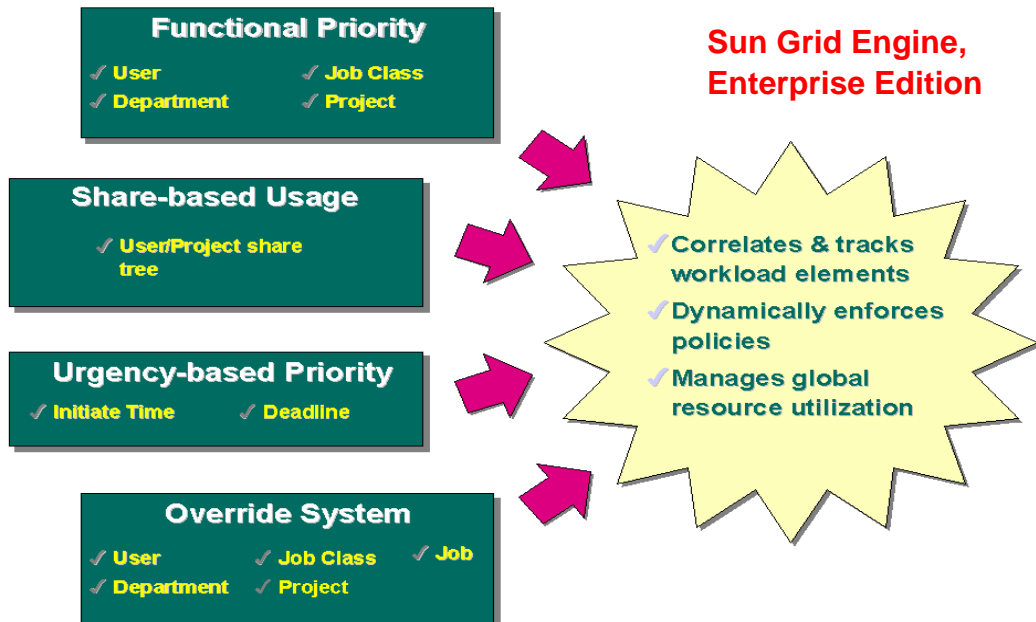 Functional Priority
✓ User ✓ Job Class
✓ Department ✓ Project
Sun Grid Engine,
Enterprise Edition
Share-based Usage
✓ User/Project share
tree
Urgency-based Priority
✓ Initiate Time ✓ Deadline
Override System
✓ User ✓ Job Class ✓ Job
✓ Department ✓ Project
✓ Correlates & tracks
workload elements
✓ Dynamically enforces
policies
✓ Manages global
resource utilization